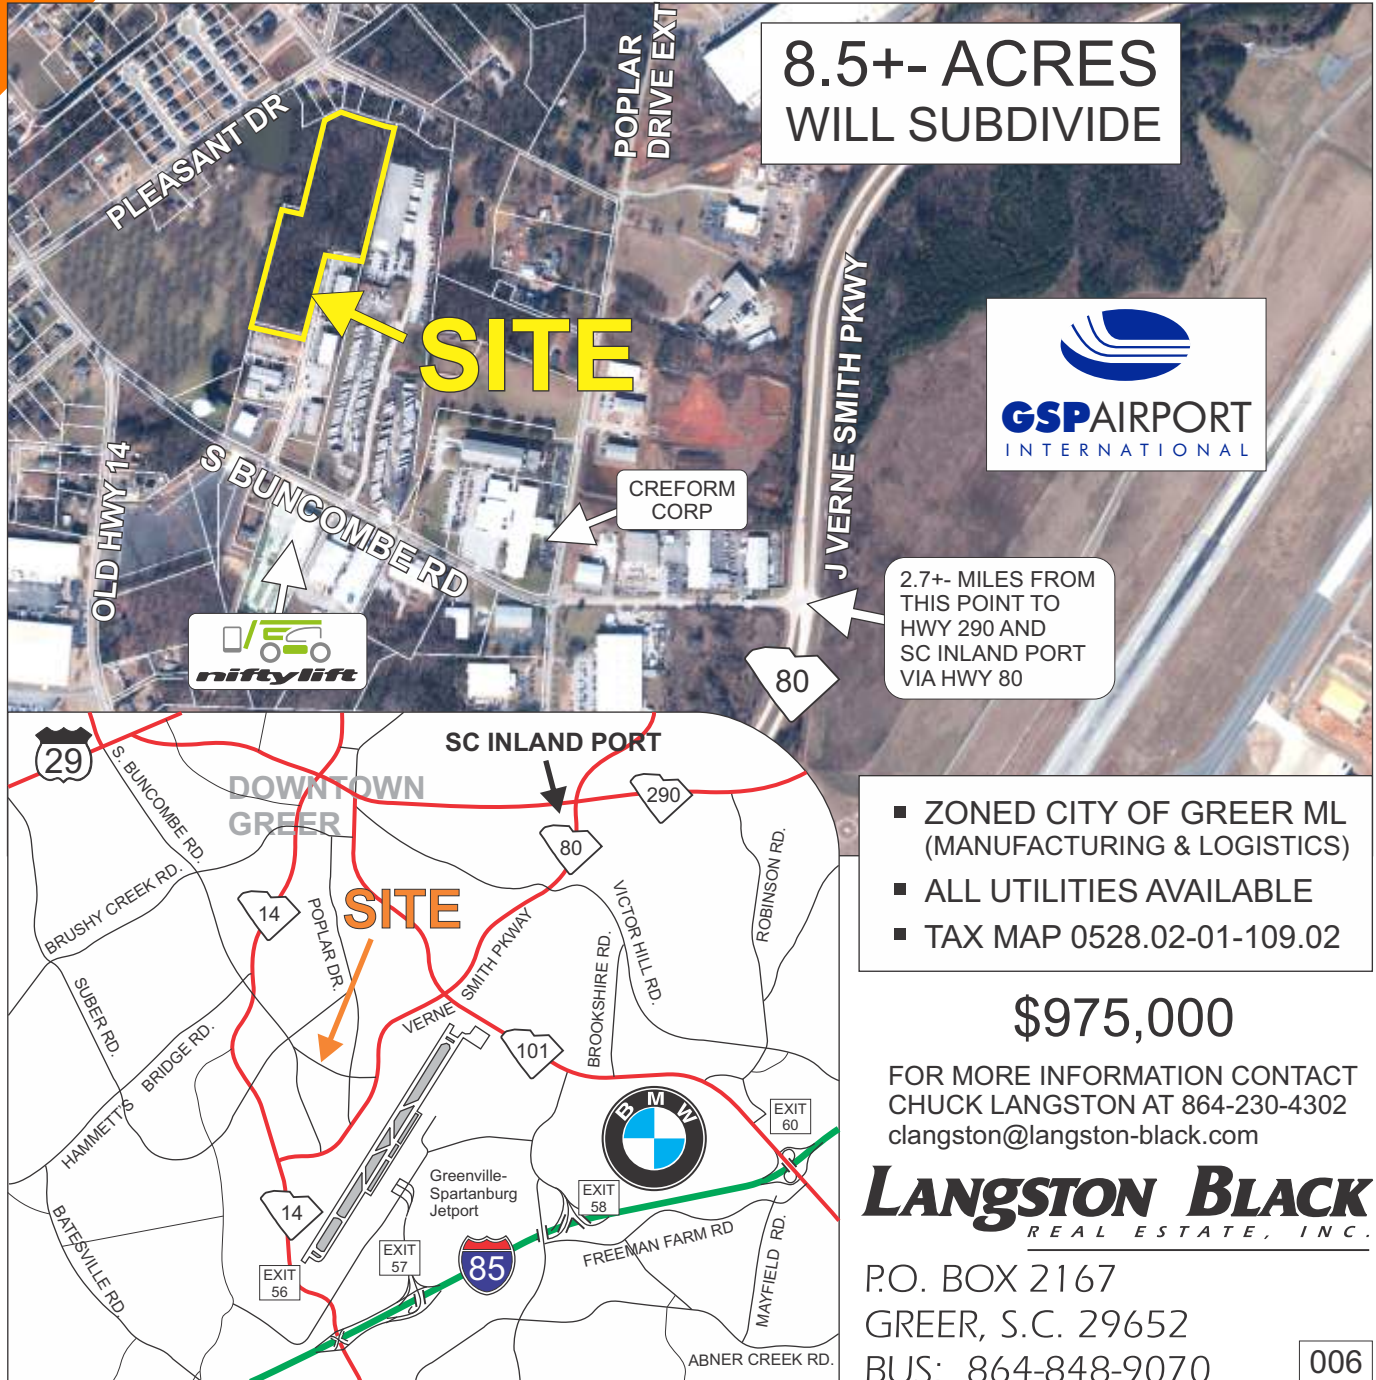 8.5+- ACRES
WILL SUBDIVIDE
PLEASANT DR
POPLAR
DRIVE EXT
SITE
J VERNE SMITH PKWY
GSPAIRPORT
INTERNATIONAL
OLD HWY 14
S BUNCOMBE RD
CREFORM
CORP
niftylift
2.7+- MILES FROM
THIS POINT TO
HWY 290 AND
SC INLAND PORT
VIA HWY 80
80
29
S. BUNCOMBE RD.
DOWNTOWN
GREER
SC INLAND PORT
290
80
BRUSHY CREEK RD.
14
POPLAR DR.
SITE
VICTOR HILL RD.
ROBINSON RD.
SUBER RD.
HAMMETT'S BRIDGE RD.
VERNE SMITH PKWAY
BROOKSHIRE RD.
101
BMW
EXIT
60
Greenville-
Spartanburg
Jetport
EXIT
58
14
BATESVILLE RD.
EXIT
57
EXIT
56
85
FREEMAN FARM RD
MAYFIELD RD.
ABNER CREEK RD.
▪ ZONED CITY OF GREER ML
(MANUFACTURING & LOGISTICS)
▪ ALL UTILITIES AVAILABLE
▪ TAX MAP 0528.02-01-109.02
$975,000
FOR MORE INFORMATION CONTACT
CHUCK LANGSTON AT 864-230-4302
clangston@langston-black.com
LANGSTON BLACK
REAL ESTATE, INC.
P.O. BOX 2167
GREER, S.C. 29652
BUS: 864-848-9070
006